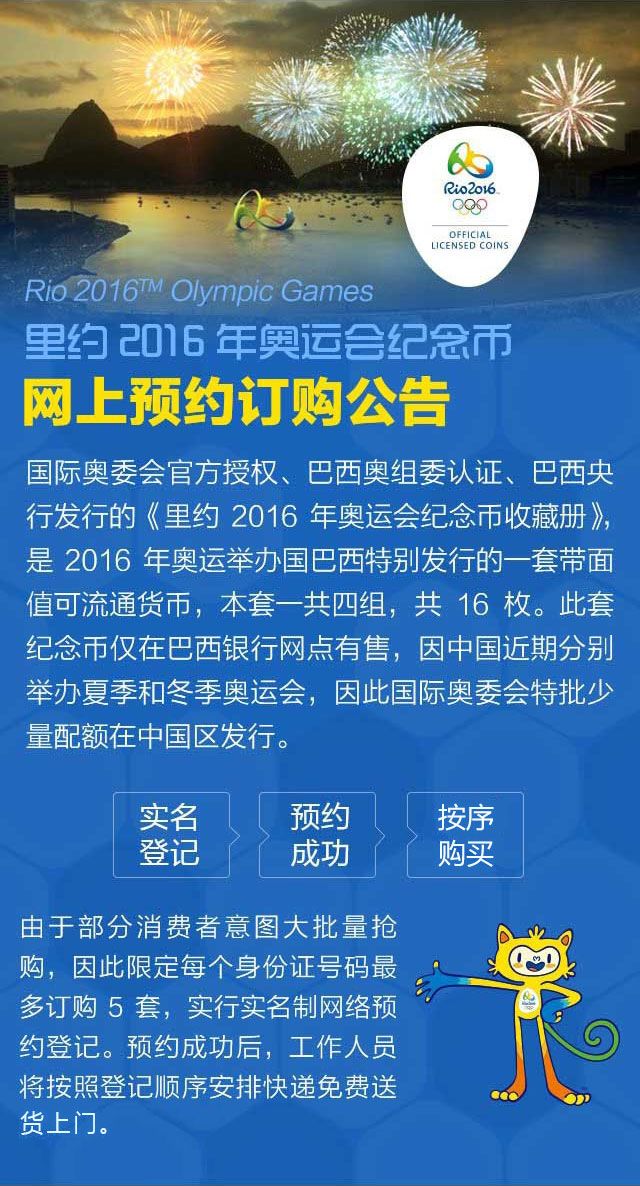 Rio2016
OFFICIAL
LICENSED COINS
Rio 2016™ Olympic Games
里约 2016 年奥运会纪念币
网上预约订购公告
国际奥委会官方授权、巴西奥组委认证、巴西央
行发行的《里约 2016 年奥运会纪念币收藏册》，
是 2016 年奥运举办国巴西特别发行的一套带面
值可流通货币，本套一共四组，共 16 枚。此套
纪念币仅在巴西银行网点有售，因中国近期分别
举办夏季和冬季奥运会，因此国际奥委会特批少
量配额在中国区发行。
实名
登记
预约
成功
按序
购买
由于部分消费者意图大批量抢
购，因此限定每个身份证号码最
多订购 5 套，实行实名制网络预
约登记。预约成功后，工作人员
将按照登记顺序安排快递免费送
货上门。